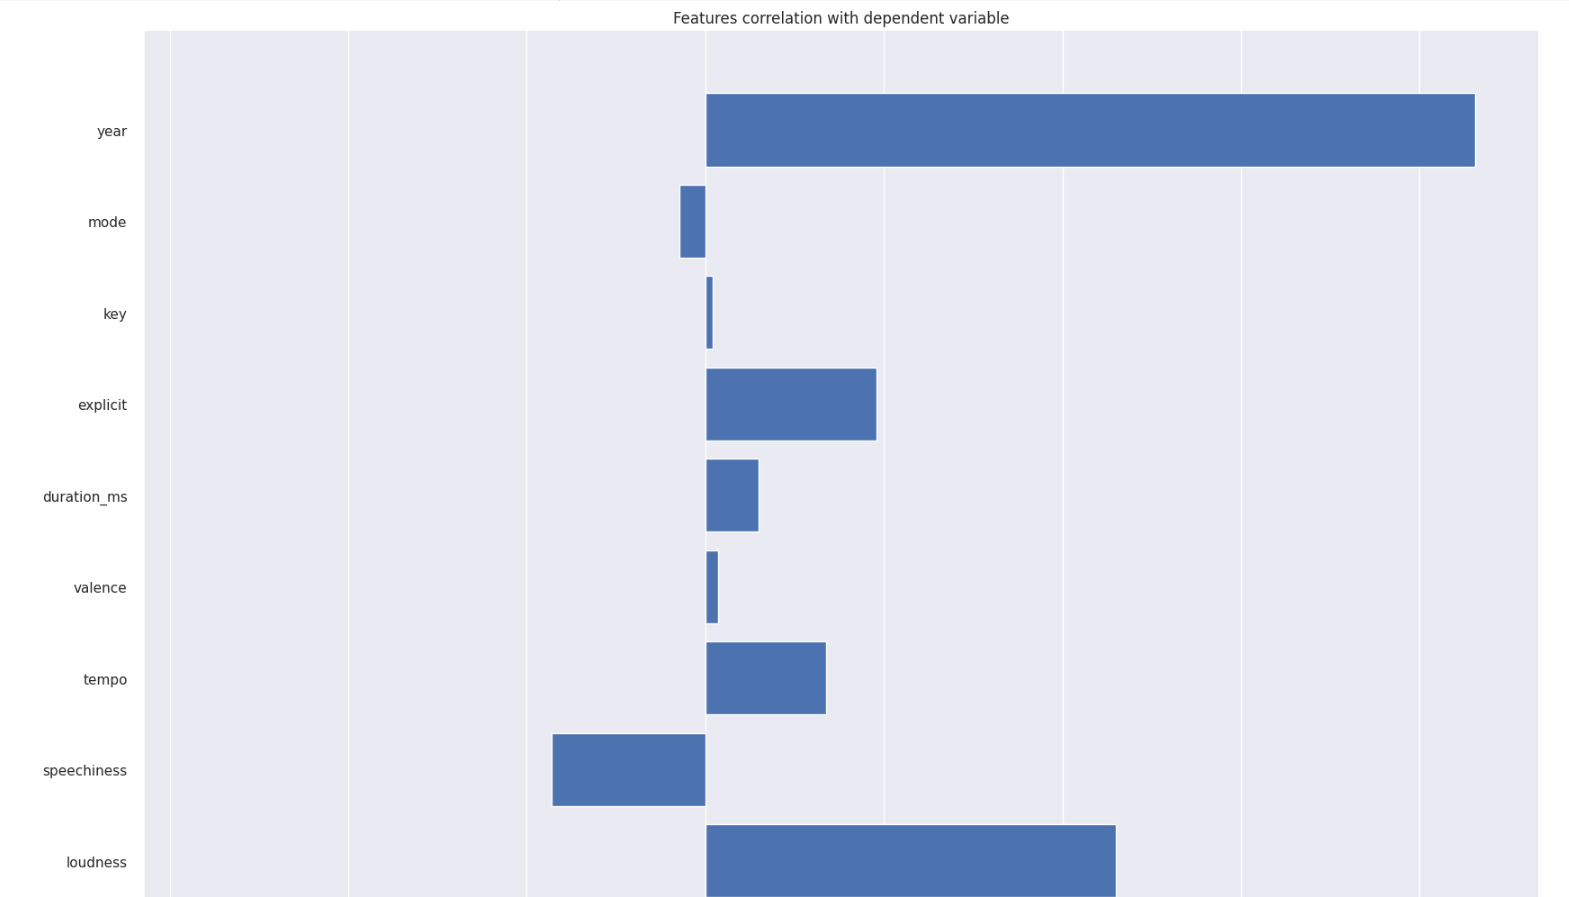 Features correlation with dependent variable
year
mode
key
explicit
duration_ms
valence
tempo
speechiness
loudness